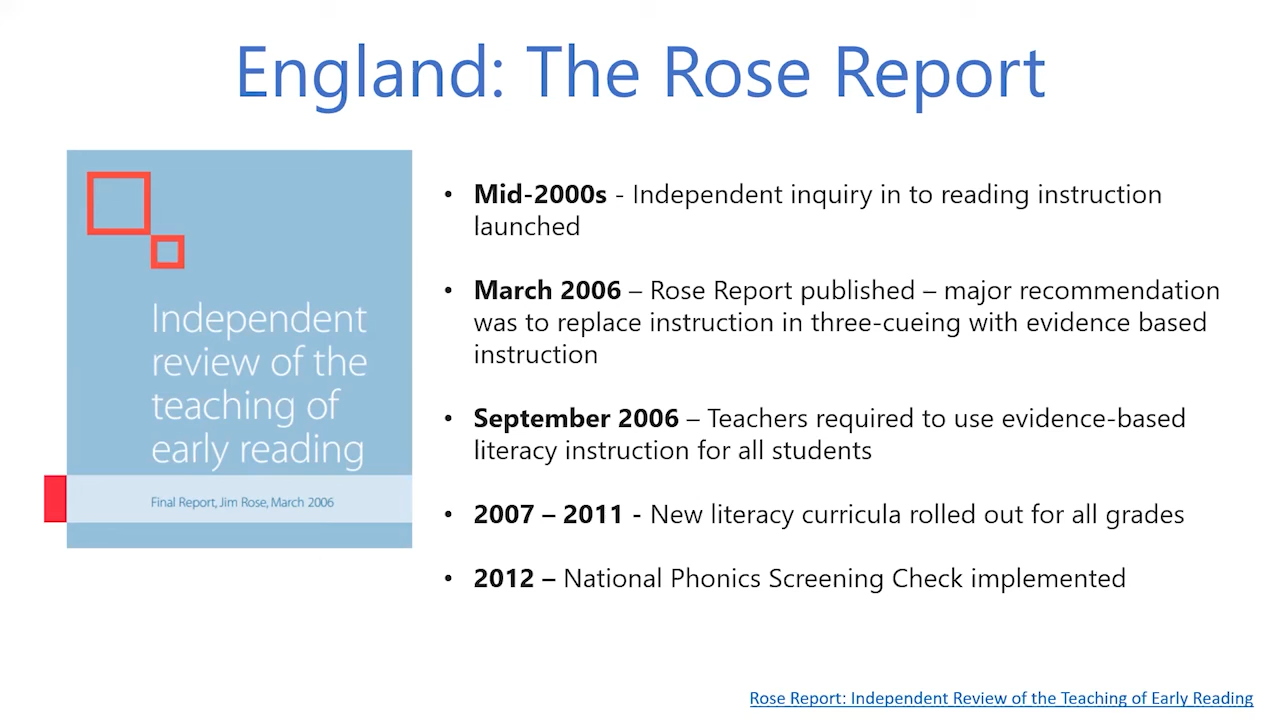 England: The Rose Report
Independent
review of the
teaching of
early reading
Final Report, Jim Rose, March 2006
• Mid-2000s - Independent inquiry in to reading instruction
launched
• March 2006 – Rose Report published – major recommendation
was to replace instruction in three-cueing with evidence based
instruction
• September 2006 – Teachers required to use evidence-based
literacy instruction for all students
• 2007 – 2011 - New literacy curricula rolled out for all grades
• 2012 – National Phonics Screening Check implemented
Rose Report: Independent Review of the Teaching of Early Reading